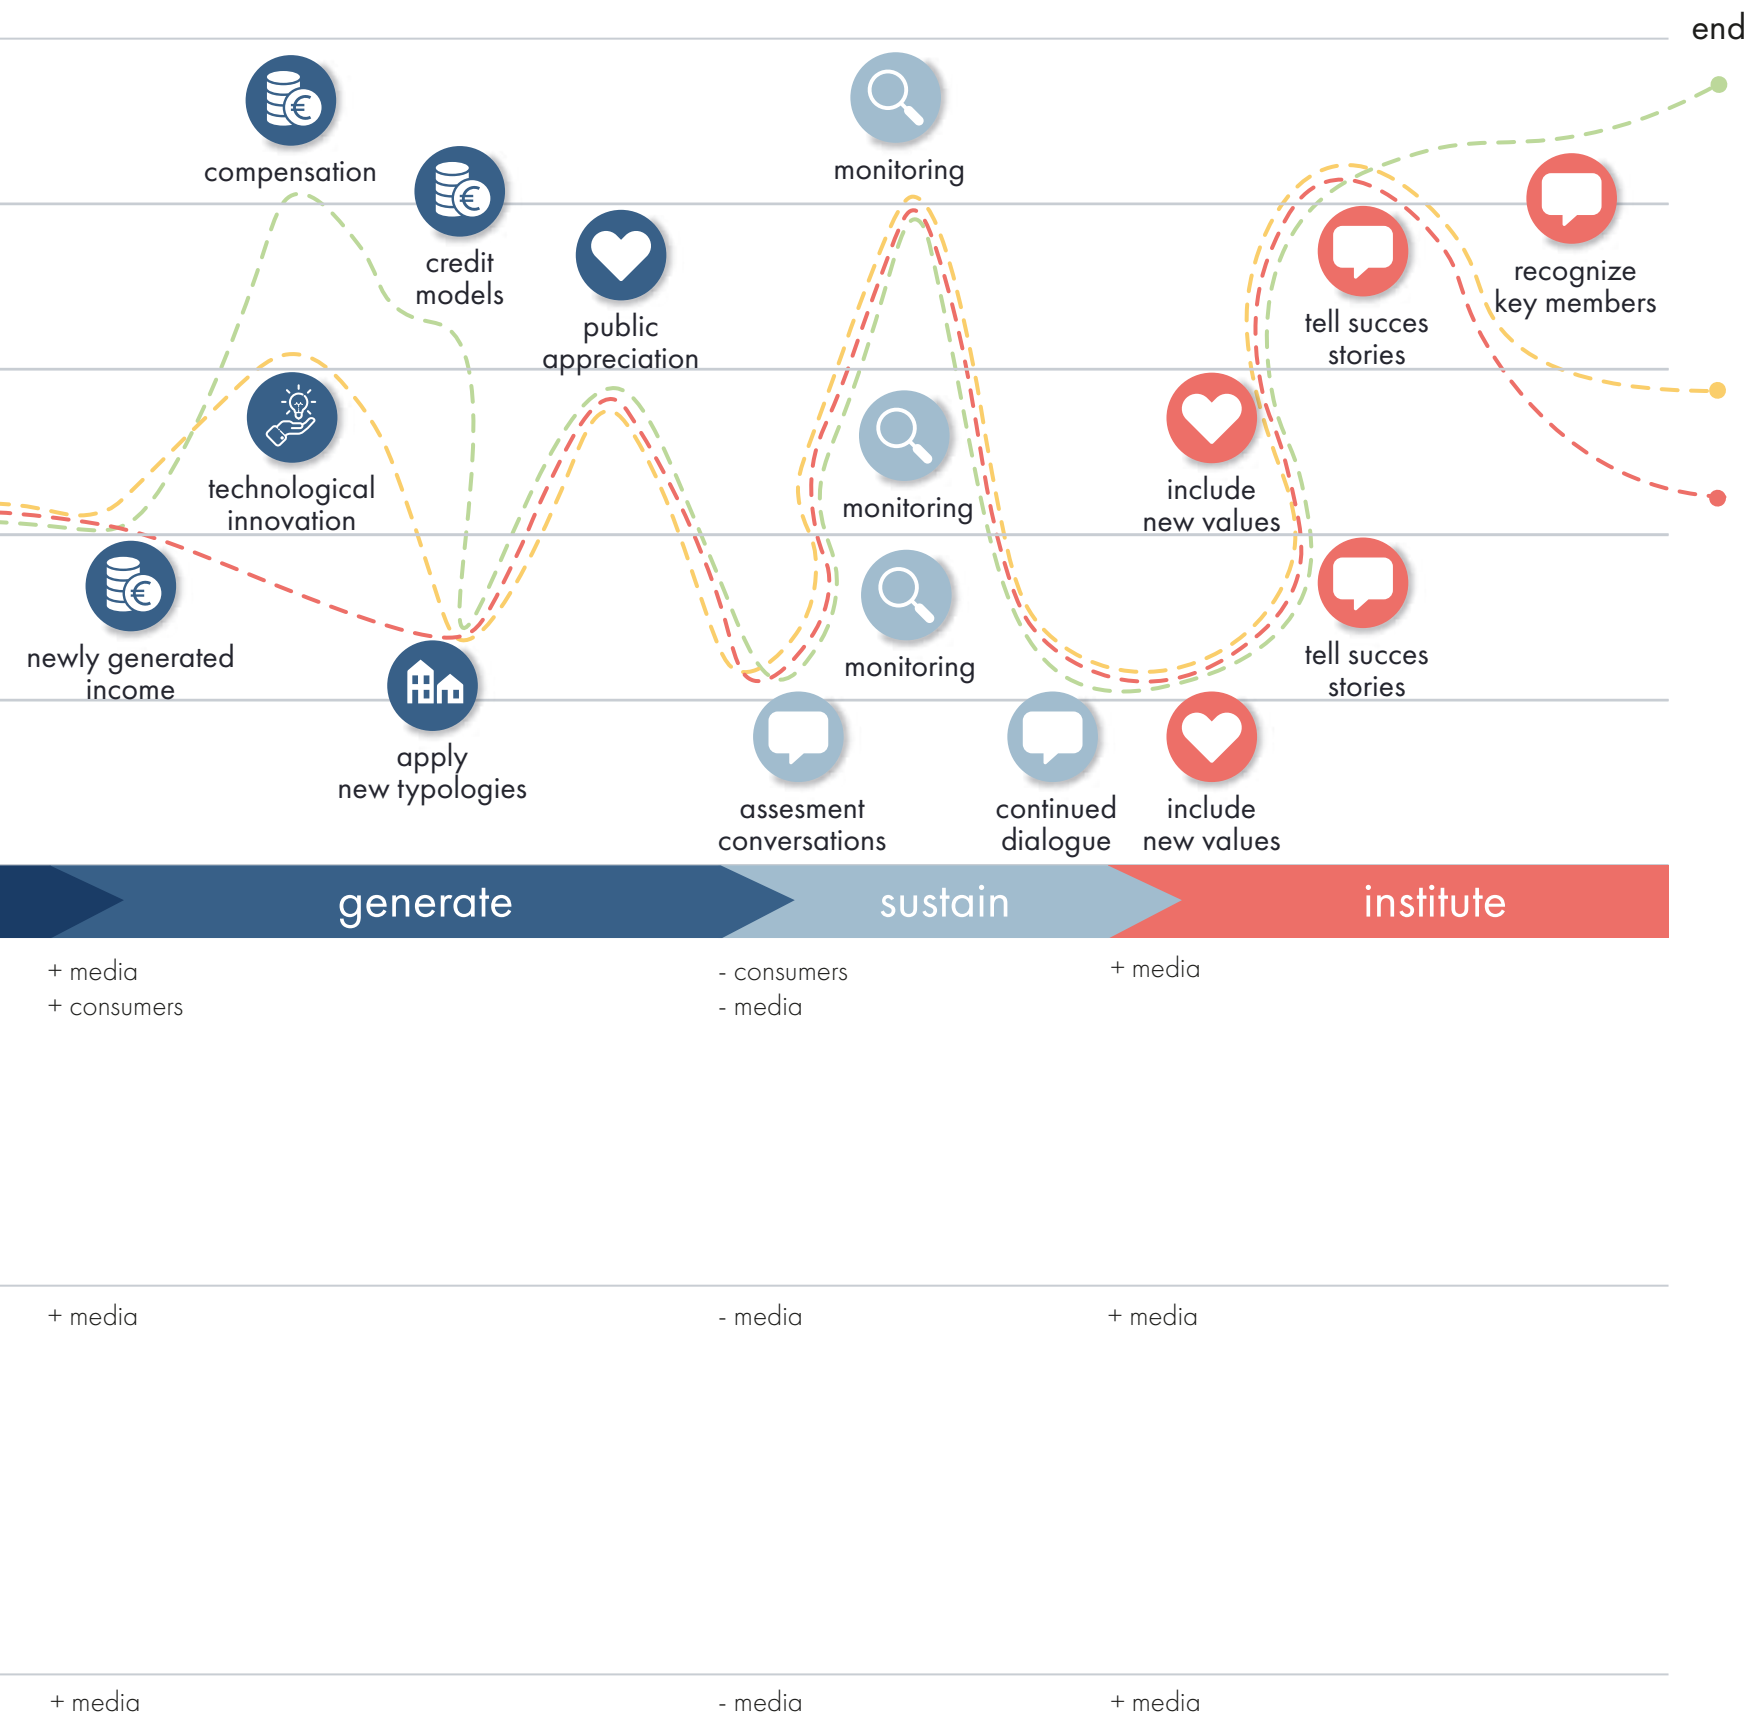 end
compensation
monitoring
credit
models
recognize
key members
public
appreciation
tell succes
stories
technological
innovation
monitoring
include
new values
newly generated
income
monitoring
tell succes
stories
apply
new typologies
assesment
conversations
continued
dialogue
include
new values
generate
sustain
institute
+ media
+ consumers
- consumers
- media
+ media
+ media
- media
+ media
+ media
- media
+ media